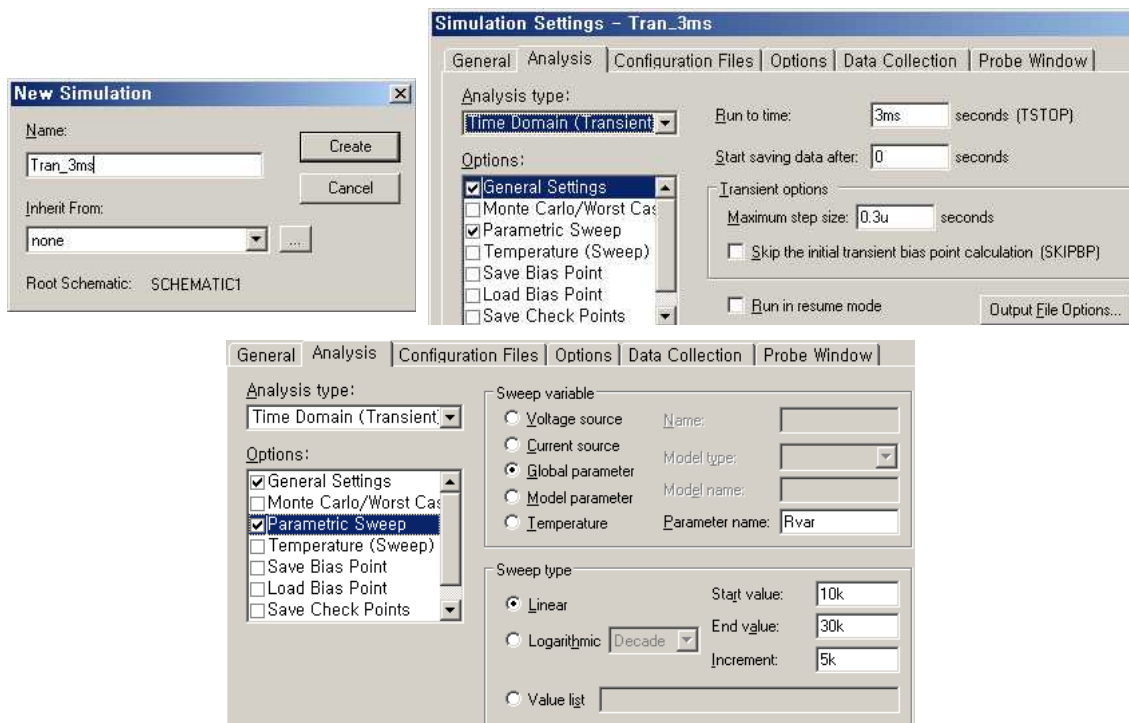 New Simulation
Name:
Create
Tran_3ms
Cancel
Inherit From:
none
...
Root Schematic: SCHEMATIC1
Simulation Settings - Tran_3ms
General Analysis Configuration Files Options Data Collection Probe Window
Analysis type:
Time Domain (Transient
Run to time: 3ms seconds (TSTOP)
Start saving data after: 0 seconds
Options:
General Settings
Monte Carlo/Worst Cas
Parametric Sweep
Temperature (Sweep)
Save Bias Point
Load Bias Point
Save Check Points
Transient options
Maximum step size: 0.3u seconds
Skip the initial transient bias point calculation (SKIPBP)
Run in resume mode
Output File Options...
General Analysis Configuration Files Options Data Collection Probe Window
Analysis type:
Time Domain (Transient)
Options:
General Settings
Monte Carlo/Worst Cas
Parametric Sweep
Temperature (Sweep)
Save Bias Point
Load Bias Point
Save Check Points
Sweep variable
Voltage source
Current source
Global parameter
Model parameter
Temperature
Name:
Model type:
Model name:
Parameter name: Rvar
Sweep type
Linear
Logarithmic Decade
Value list
Start value: 10k
End value: 30k
Increment: 5k